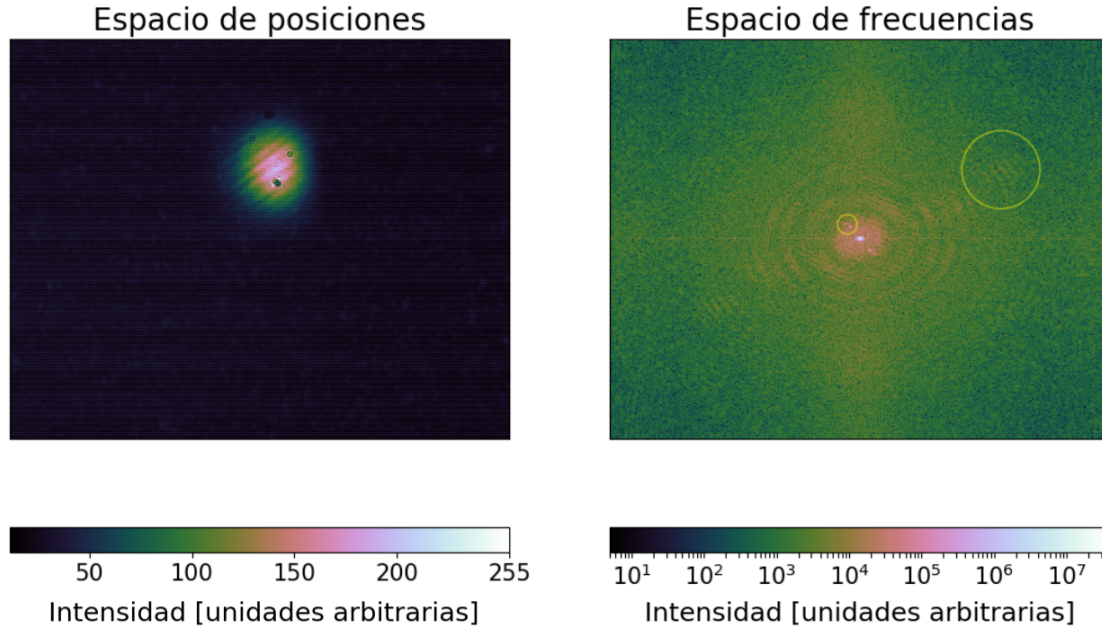 Espacio de posiciones
Espacio de frecuencias
50 100 150 200 255
10¹ 10² 10³ 10⁴ 10⁵ 10⁶ 10⁷
Intensidad [unidades arbitrarias]
Intensidad [unidades arbitrarias]